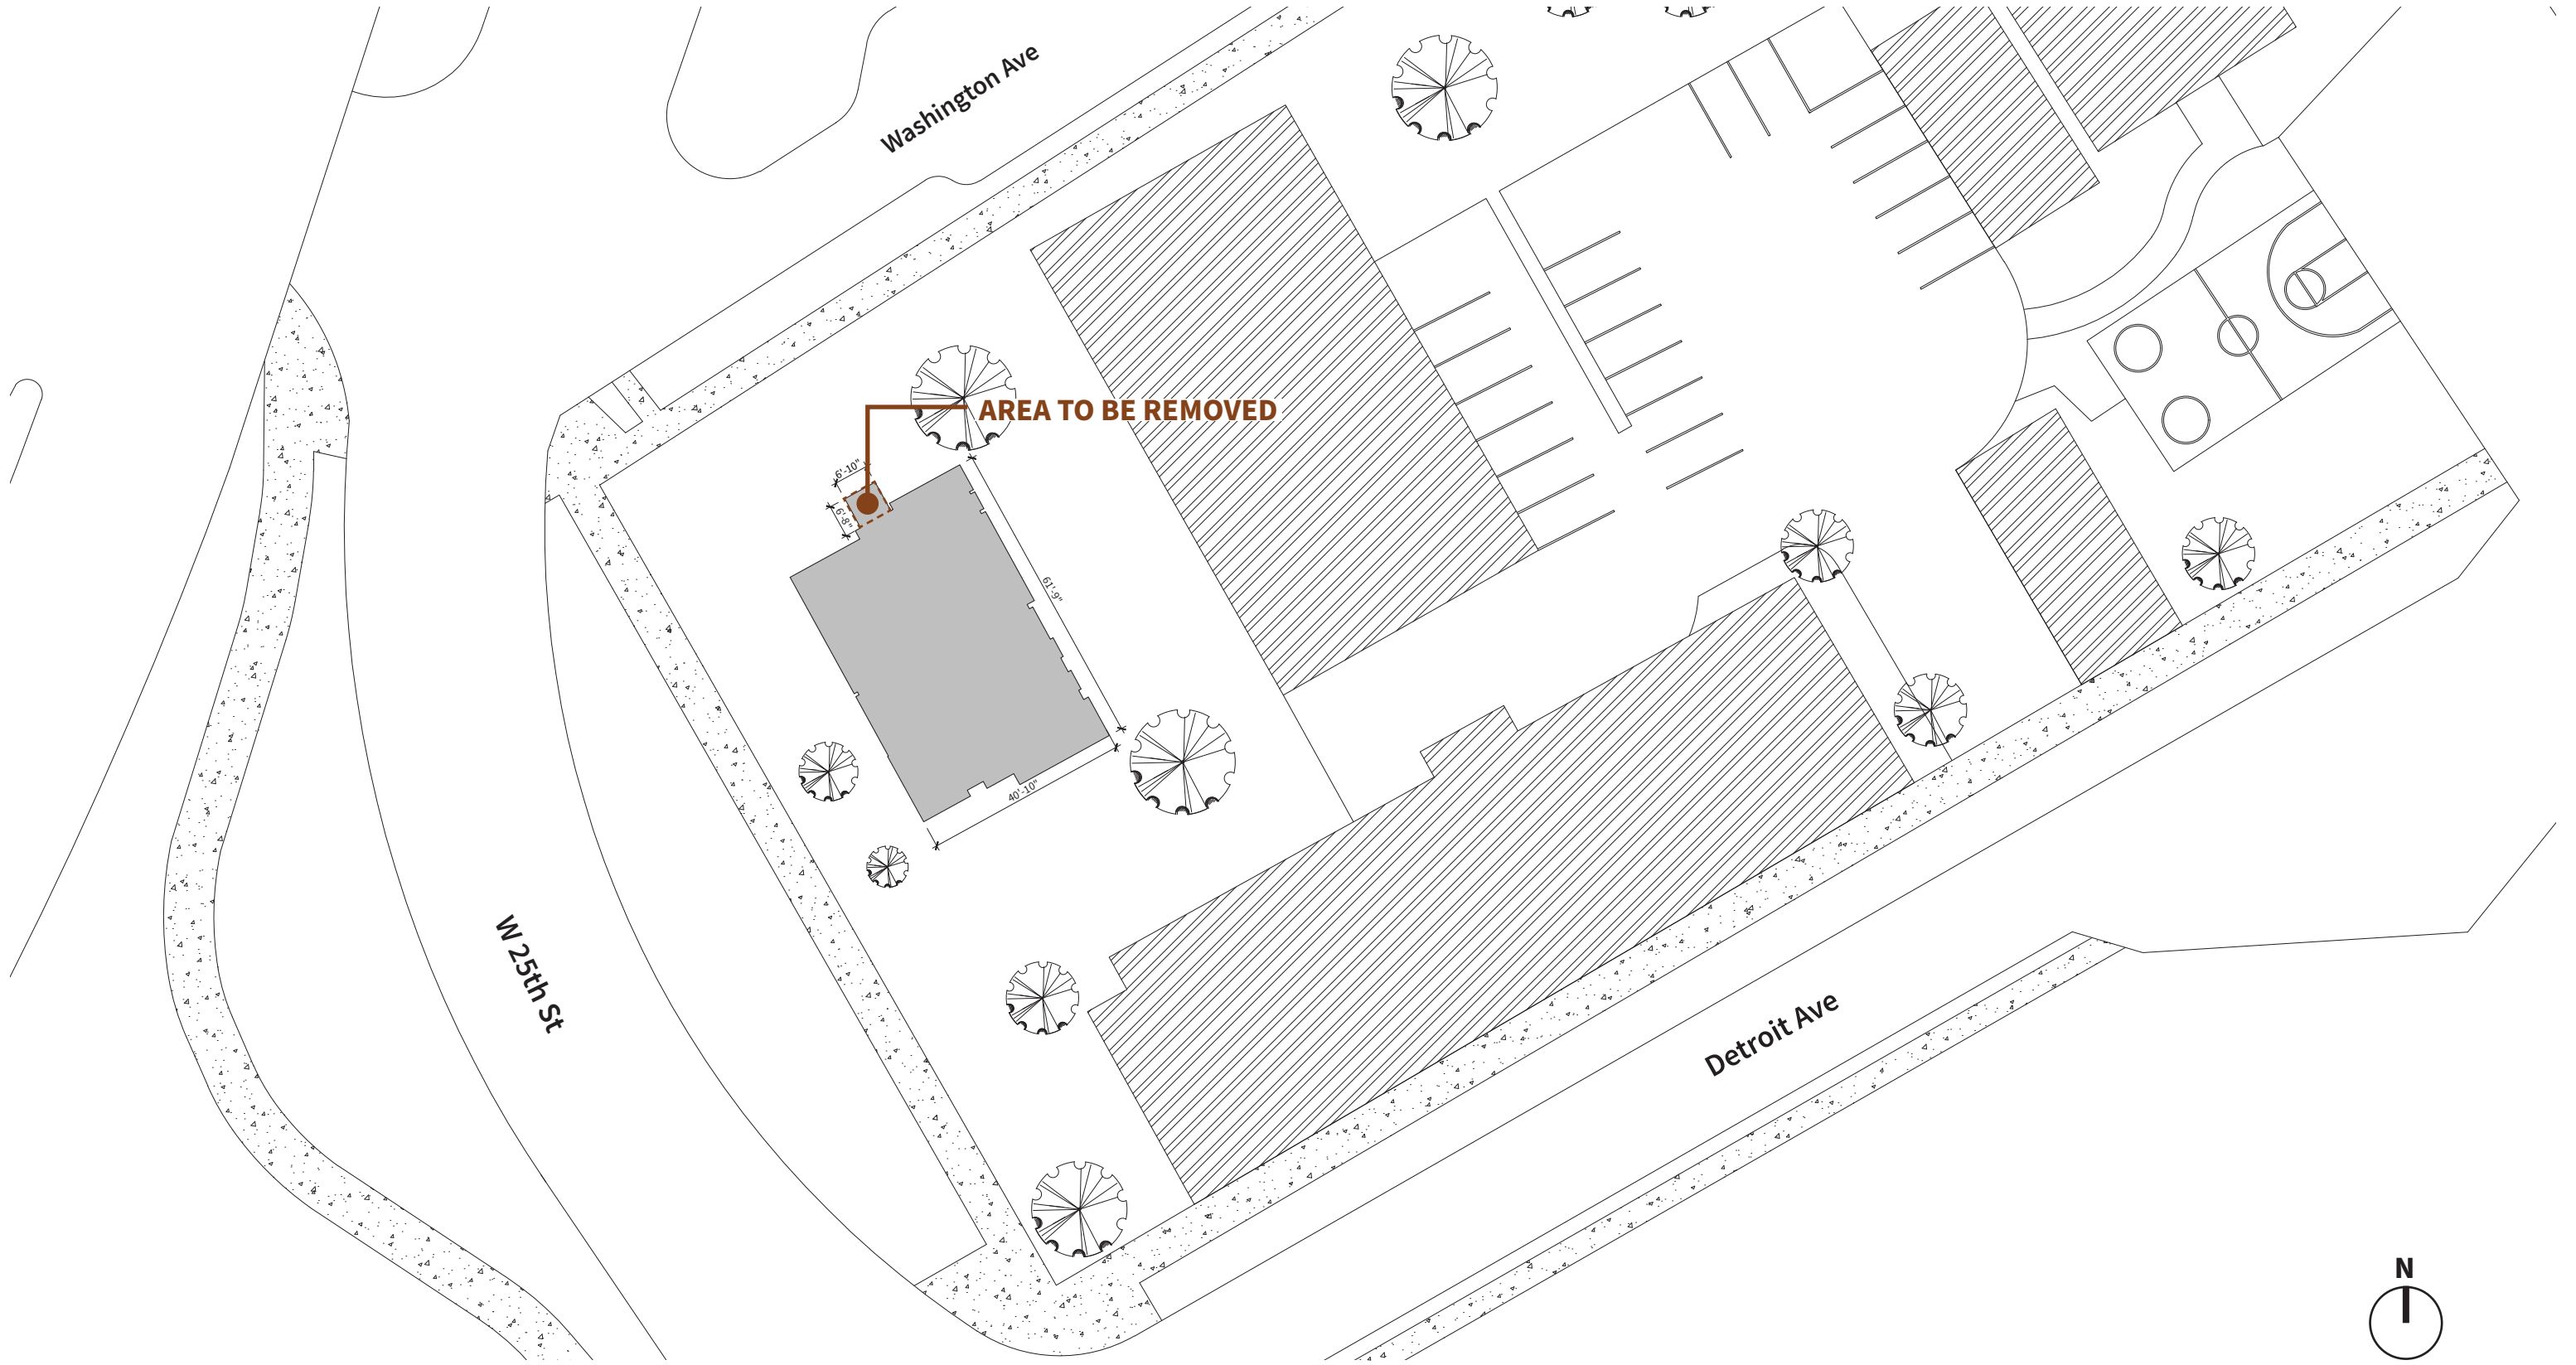 Washington Ave
AREA TO BE REMOVED
6'-10"
6'-8"
61'-9"
40'-10"
W 25th St
Detroit Ave
N